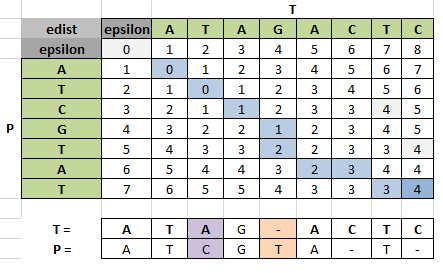 T
edist epsilon A T A G A C T C
epsilon 0 1 2 3 4 5 6 7 8
A 1 0 1 2 3 4 5 6 7
T 2 1 0 1 2 3 4 5 6
C 3 2 1 1 2 3 3 4 5
P G 4 3 2 2 1 2 3 4 5
T 5 4 3 3 2 2 3 3 4
A 6 5 4 4 3 2 3 4 4
T 7 6 5 5 4 3 3 3 4
T = A T A G - A C T C
P = A T C G T A - T -